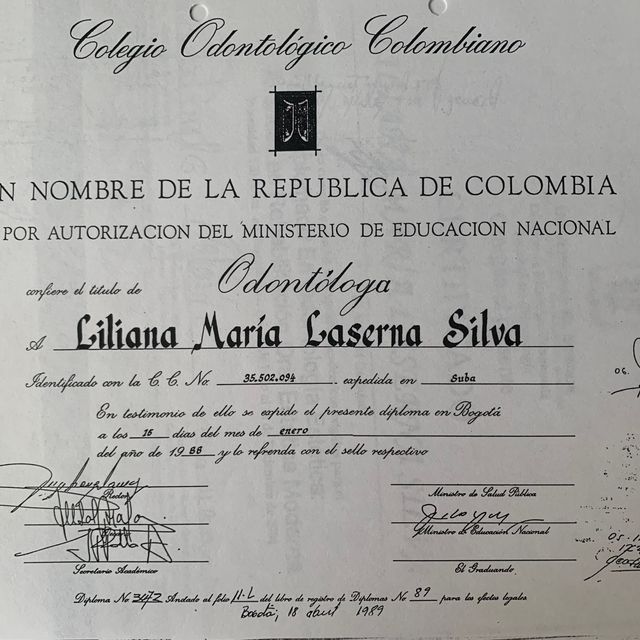 Colegio Odontológico Colombiano
N NOMBRE DE LA REPUBLICA DE COLOMBIA
POR AUTORIZACION DEL MINISTERIO DE EDUCACION NACIONAL
confiere el titulo de Odontóloga
A Liliana María Laserna Silva
Identificado con la C. C. No. 35.502.094 expedida en Suba
En testimonio de ello se expide el presente diploma en Bogotá
a los 15 dias del mes de enero
del año de 1988 y lo refrenda con el sello respectivo
Rector
Ministro de Salud Pública
Ministro de Educación Nacional
Secretario Académico
El Graduando
Diploma No 3472 Anotado al folio 11-L del libro de registro de Diplomas No 89 para los efectos legales
Bogotá, 18 abril 1989
06.